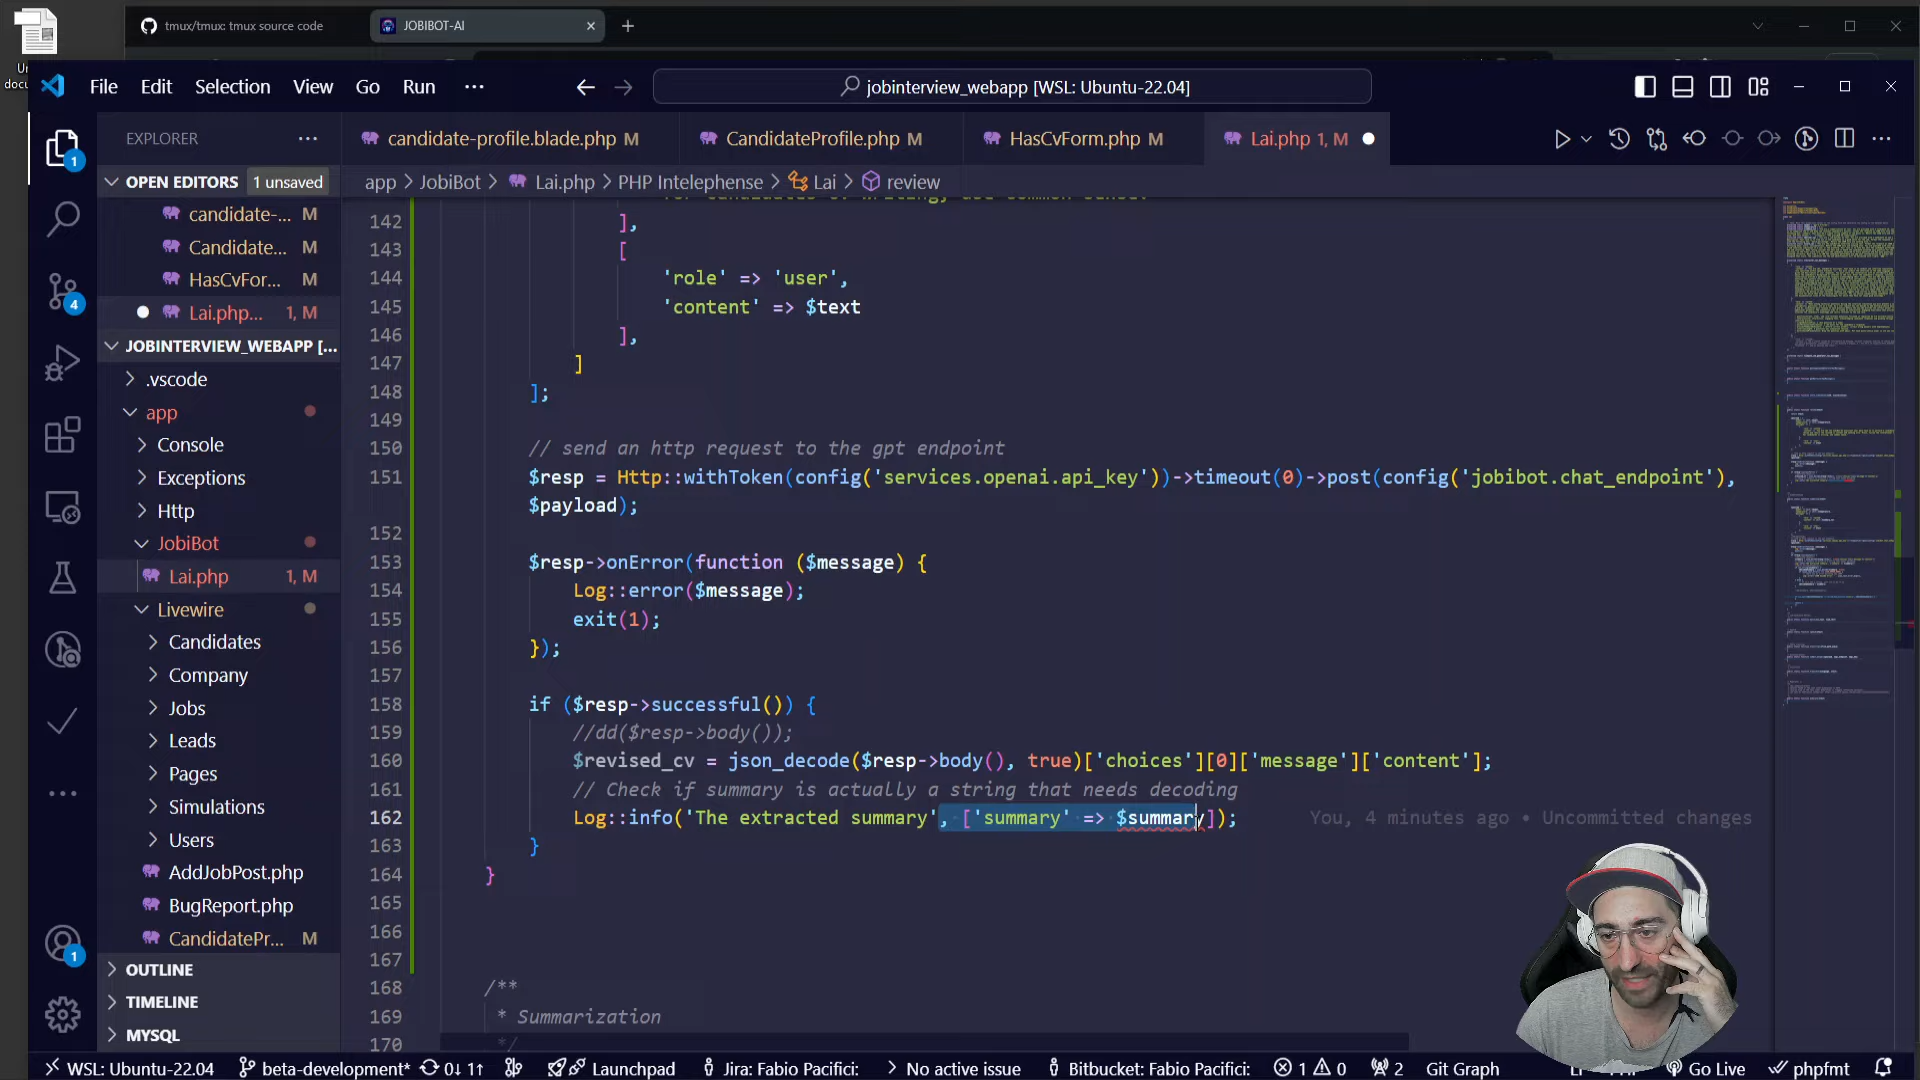 tmux/tmux: tmux source code
JOBIBOT-AI
File Edit Selection View Go Run ...
jobinterview_webapp [WSL: Ubuntu-22.04]
EXPLORER
candidate-profile.blade.php M
CandidateProfile.php M
HasCvForm.php M
Lai.php 1, M
OPEN EDITORS 1 unsaved
app > JobiBot > Lai.php > PHP Intelephense > Lai > review
candidate-... M
Candidate... M
HasCvFor... M
Lai.php... 1, M
JOBINTERVIEW_WEBAPP [...
.vscode
app
Console
Exceptions
Http
JobiBot
Lai.php 1, M
Livewire
Candidates
Company
Jobs
Leads
Pages
Simulations
Users
AddJobPost.php
BugReport.php
CandidatePr... M
OUTLINE
TIMELINE
MYSQL
142 ],
143 [
144 'role' => 'user',
145 'content' => $text
146 ],
147 ]
148 ];
149
150 // send an http request to the gpt endpoint
151 $resp = Http::withToken(config('services.openai.api_key'))->timeout(0)->post(config('jobibot.chat_endpoint'),
$payload);
152
153 $resp->onError(function ($message) {
154 Log::error($message);
155 exit(1);
156 });
157
158 if ($resp->successful()) {
159 //dd($resp->body());
160 $revised_cv = json_decode($resp->body(), true)['choices'][0]['message']['content'];
161 // Check if summary is actually a string that needs decoding
162 Log::info('The extracted summary', ['summary' => $summary]); You, 4 minutes ago • Uncommitted changes
163 }
164 }
165
166
167
168 /**
169 * Summarization
170 */
WSL: Ubuntu-22.04 beta-development* 0↓ 1↑ Launchpad Jira: Fabio Pacifici: No active issue Bitbucket: Fabio Pacifici: 1 0 2 Git Graph Go Live phpfmt